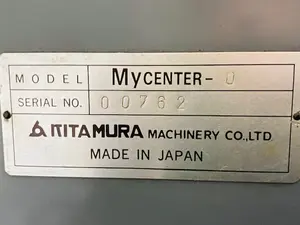 MODEL MYCENTER-0
SERIAL NO. 00762
KITAMURA MACHINERY CO.,LTD.
MADE IN JAPAN